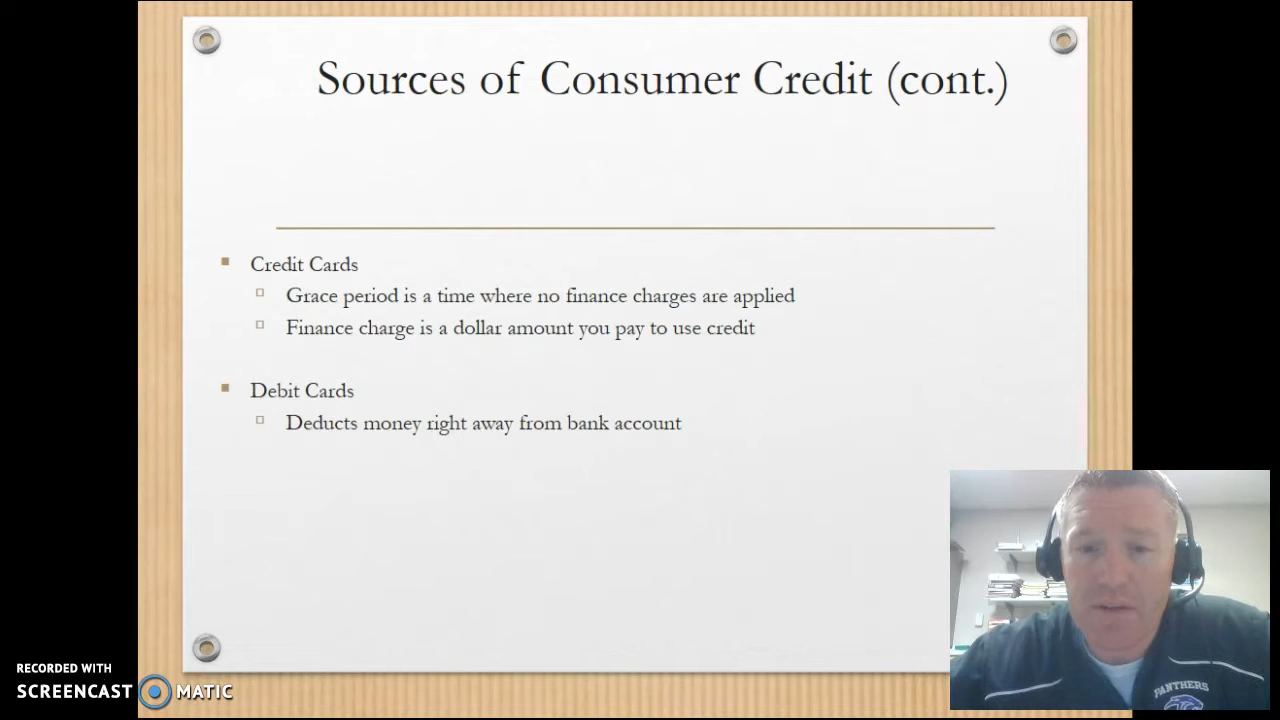 Sources of Consumer Credit (cont.)
Credit Cards
Grace period is a time where no finance charges are applied
Finance charge is a dollar amount you pay to use credit
Debit Cards
Deducts money right away from bank account
PANTHERS
RECORDED WITH
SCREENCAST MATIC